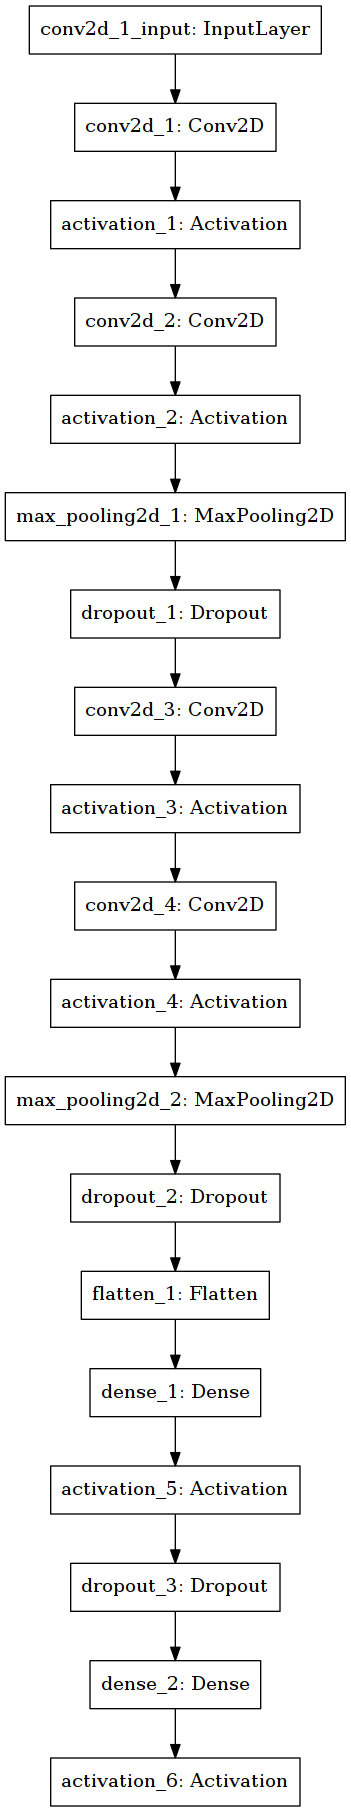 conv2d_1_input: InputLayer
conv2d_1: Conv2D
activation_1: Activation
conv2d_2: Conv2D
activation_2: Activation
max_pooling2d_1: MaxPooling2D
dropout_1: Dropout
conv2d_3: Conv2D
activation_3: Activation
conv2d_4: Conv2D
activation_4: Activation
max_pooling2d_2: MaxPooling2D
dropout_2: Dropout
flatten_1: Flatten
dense_1: Dense
activation_5: Activation
dropout_3: Dropout
dense_2: Dense
activation_6: Activation